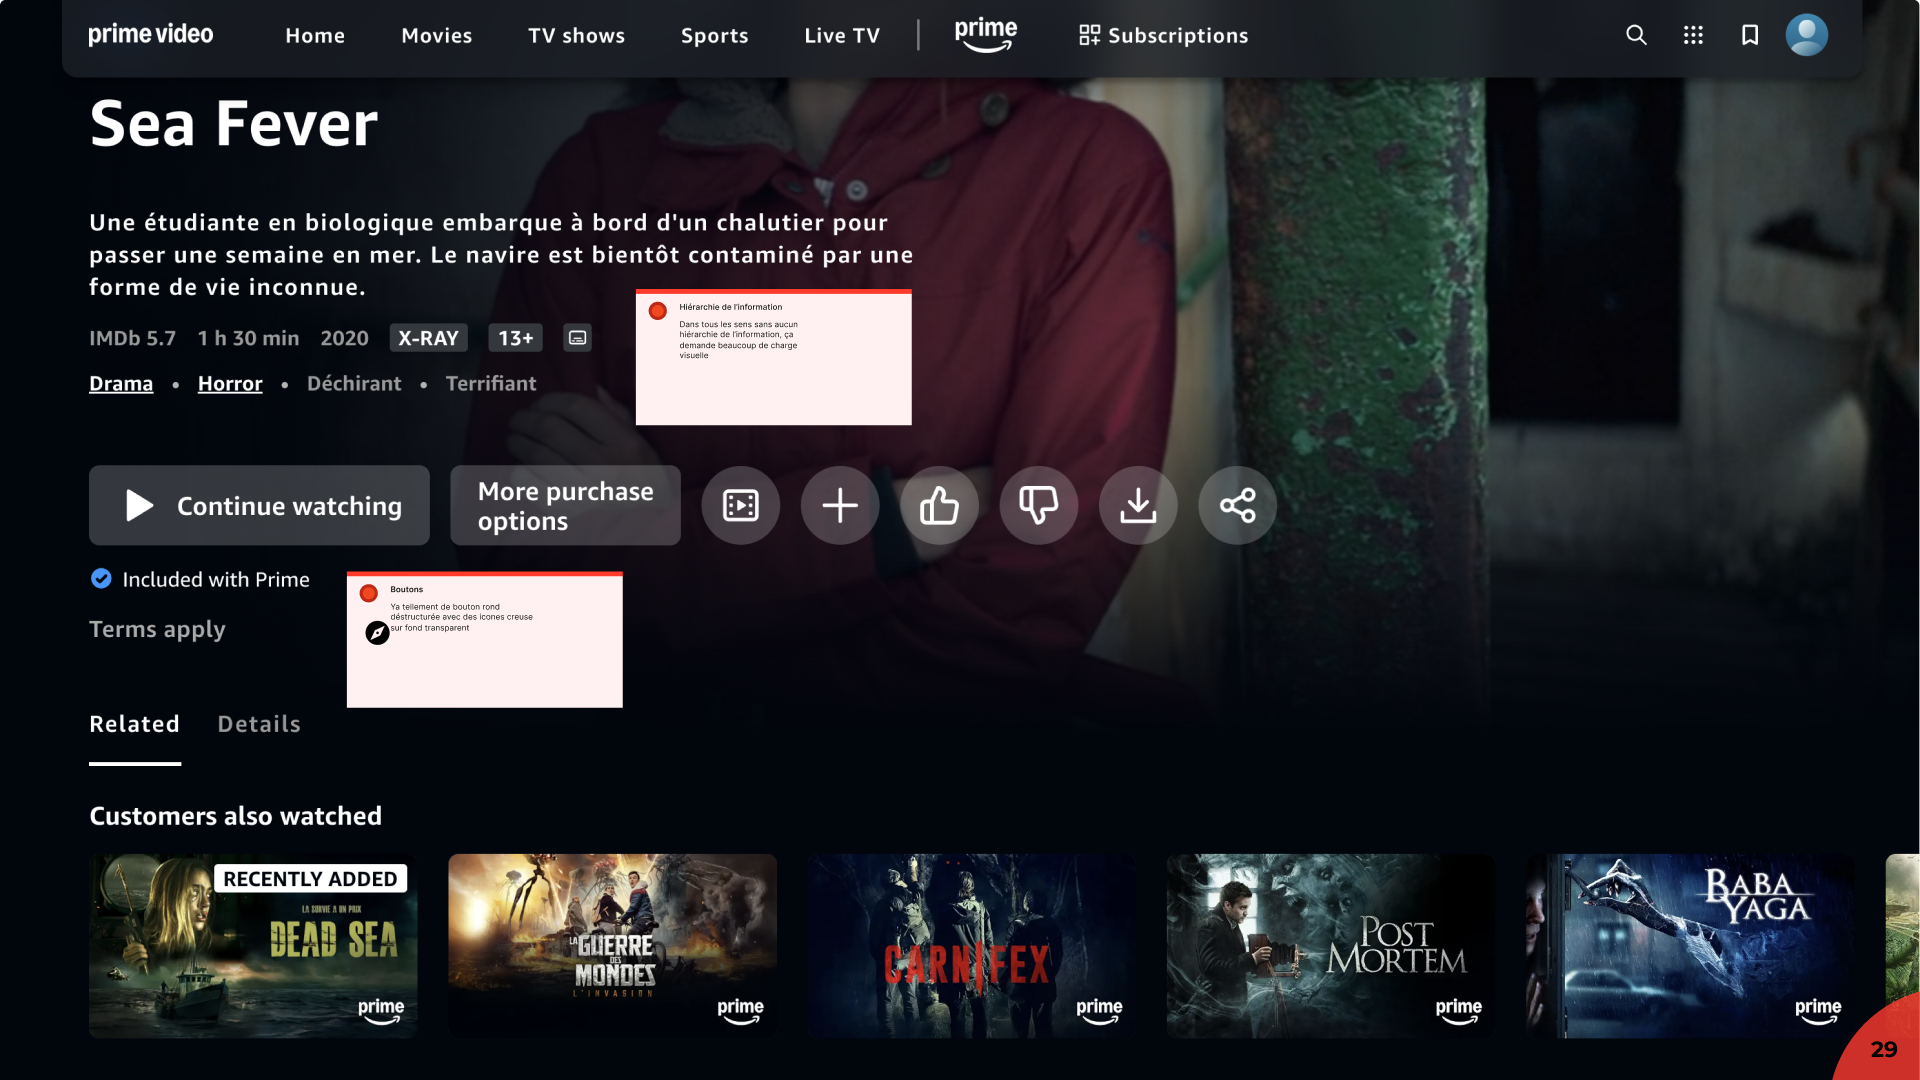 prime video Home Movies TV shows Sports Live TV prime Subscriptions
Sea Fever
Une étudiante en biologique embarque à bord d'un chalutier pour
passer une semaine en mer. Le navire est bientôt contaminé par une
forme de vie inconnue.
Hiérarchie de l'information
Dans tous les sens sans aucun
hiérarchie de l'information, ça
demande beaucoup de charge
visuelle
IMDb 5.7 1 h 30 min 2020 X-RAY 13+
Drama • Horror • Déchirant • Terrifiant
Continue watching
More purchase
options
Included with Prime
Terms apply
Boutons
Ya tellement de bouton rond
déstructurée avec des icones creuse
sur fond transparent
Related Details
Customers also watched
RECENTLY ADDED
LA SURVIE A UN PRIX
DEAD SEA
prime
LA GUERRE
DES
MONDES
L'INVASION
prime
CARNIFEX
prime
POST
MORTEM
prime
BABA
YAGA
prime
29